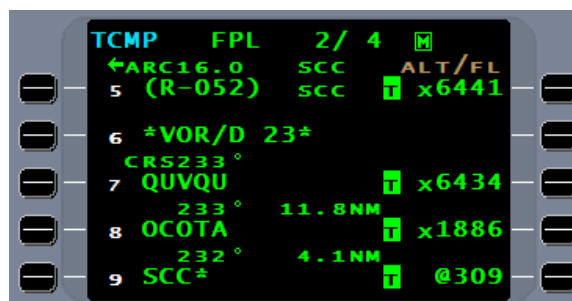 TCMP FPL 2/ 4 M
←ARC16.0 SCC ALT/FL
5 (R-052) SCC T x6441
6 *VOR/D 23*
CRS233°
7 QUVQU T x6434
233° 11.8NM
8 OCOTA T x1886
232° 4.1NM
9 SCC* T @309